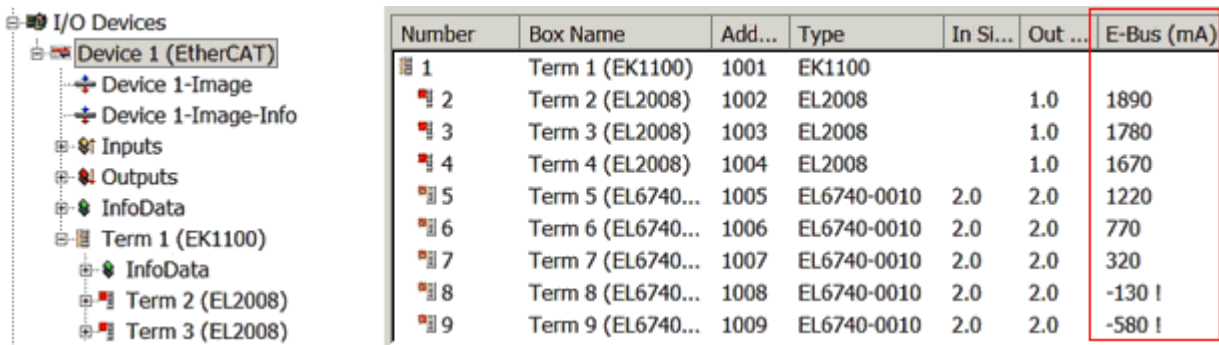 I/O Devices
Device 1 (EtherCAT)
Device 1-Image
Device 1-Image-Info
Inputs
Outputs
InfoData
Term 1 (EK1100)
InfoData
Term 2 (EL2008)
Term 3 (EL2008)
Number Box Name Add... Type In Si... Out ... E-Bus (mA)
1 Term 1 (EK1100) 1001 EK1100
2 Term 2 (EL2008) 1002 EL2008 1.0 1890
3 Term 3 (EL2008) 1003 EL2008 1.0 1780
4 Term 4 (EL2008) 1004 EL2008 1.0 1670
5 Term 5 (EL6740... 1005 EL6740-0010 2.0 2.0 1220
6 Term 6 (EL6740... 1006 EL6740-0010 2.0 2.0 770
7 Term 7 (EL6740... 1007 EL6740-0010 2.0 2.0 320
8 Term 8 (EL6740... 1008 EL6740-0010 2.0 2.0 -130 !
9 Term 9 (EL6740... 1009 EL6740-0010 2.0 2.0 -580 !